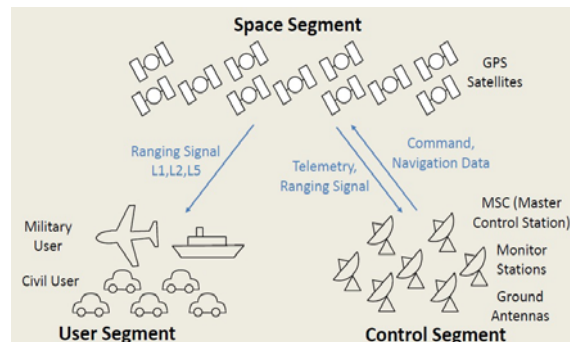 Space Segment
GPS
Satellites
Ranging Signal
L1,L2,L5
Telemetry,
Ranging Signal
Command,
Navigation Data
Military
User
Civil User
User Segment
MSC (Master
Control Station)
Monitor
Stations
Ground
Antennas
Control Segment